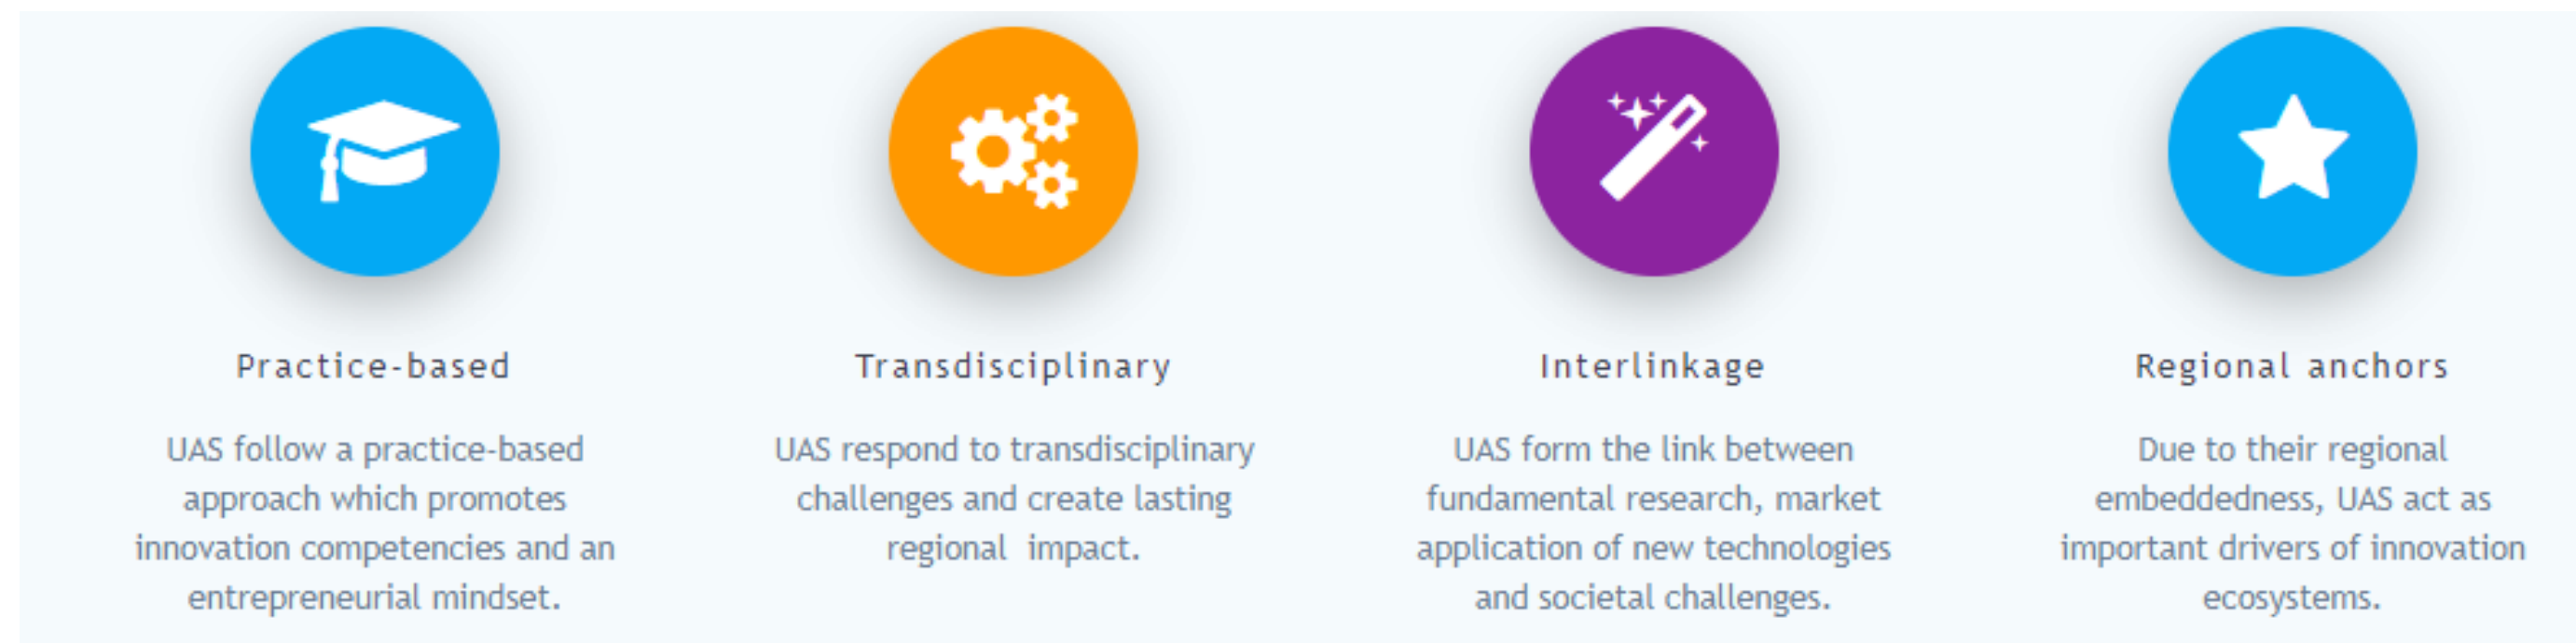 Practice-based
UAS follow a practice-based
approach which promotes
innovation competencies and an
entrepreneurial mindset.
Transdisciplinary
UAS respond to transdisciplinary
challenges and create lasting
regional  impact.
Interlinkage
UAS form the link between
fundamental research, market
application of new technologies
and societal challenges.
Regional anchors
Due to their regional
embeddedness, UAS act as
important drivers of innovation
ecosystems.